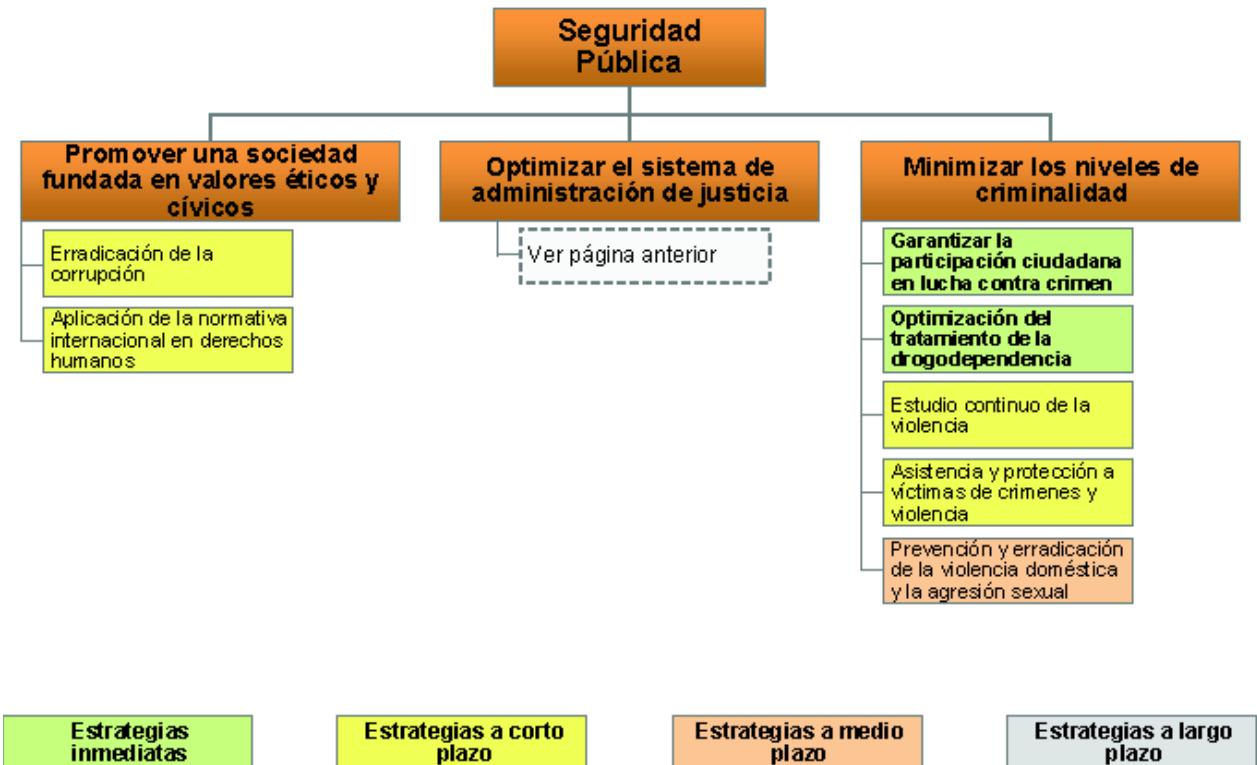 Seguridad
Pública
Promover una sociedad
fundada en valores éticos y
cívicos
Optimizar el sistema de
administración de justicia
Minimizar los niveles de
criminalidad
Erradicación de la
corrupción
Aplicación de la normativa
internacional en derechos
humanos
Ver página anterior
Garantizar la
participación ciudadana
en lucha contra crimen
Optimización del
tratamiento de la
drogodependencia
Estudio continuo de la
violencia
Asistencia y protección a
víctimas de crimenes y
violencia
Prevención y erradicación
de la violencia doméstica
y la agresión sexual
Estrategias
inmediatas
Estrategias a corto
plazo
Estrategias a medio
plazo
Estrategias a largo
plazo